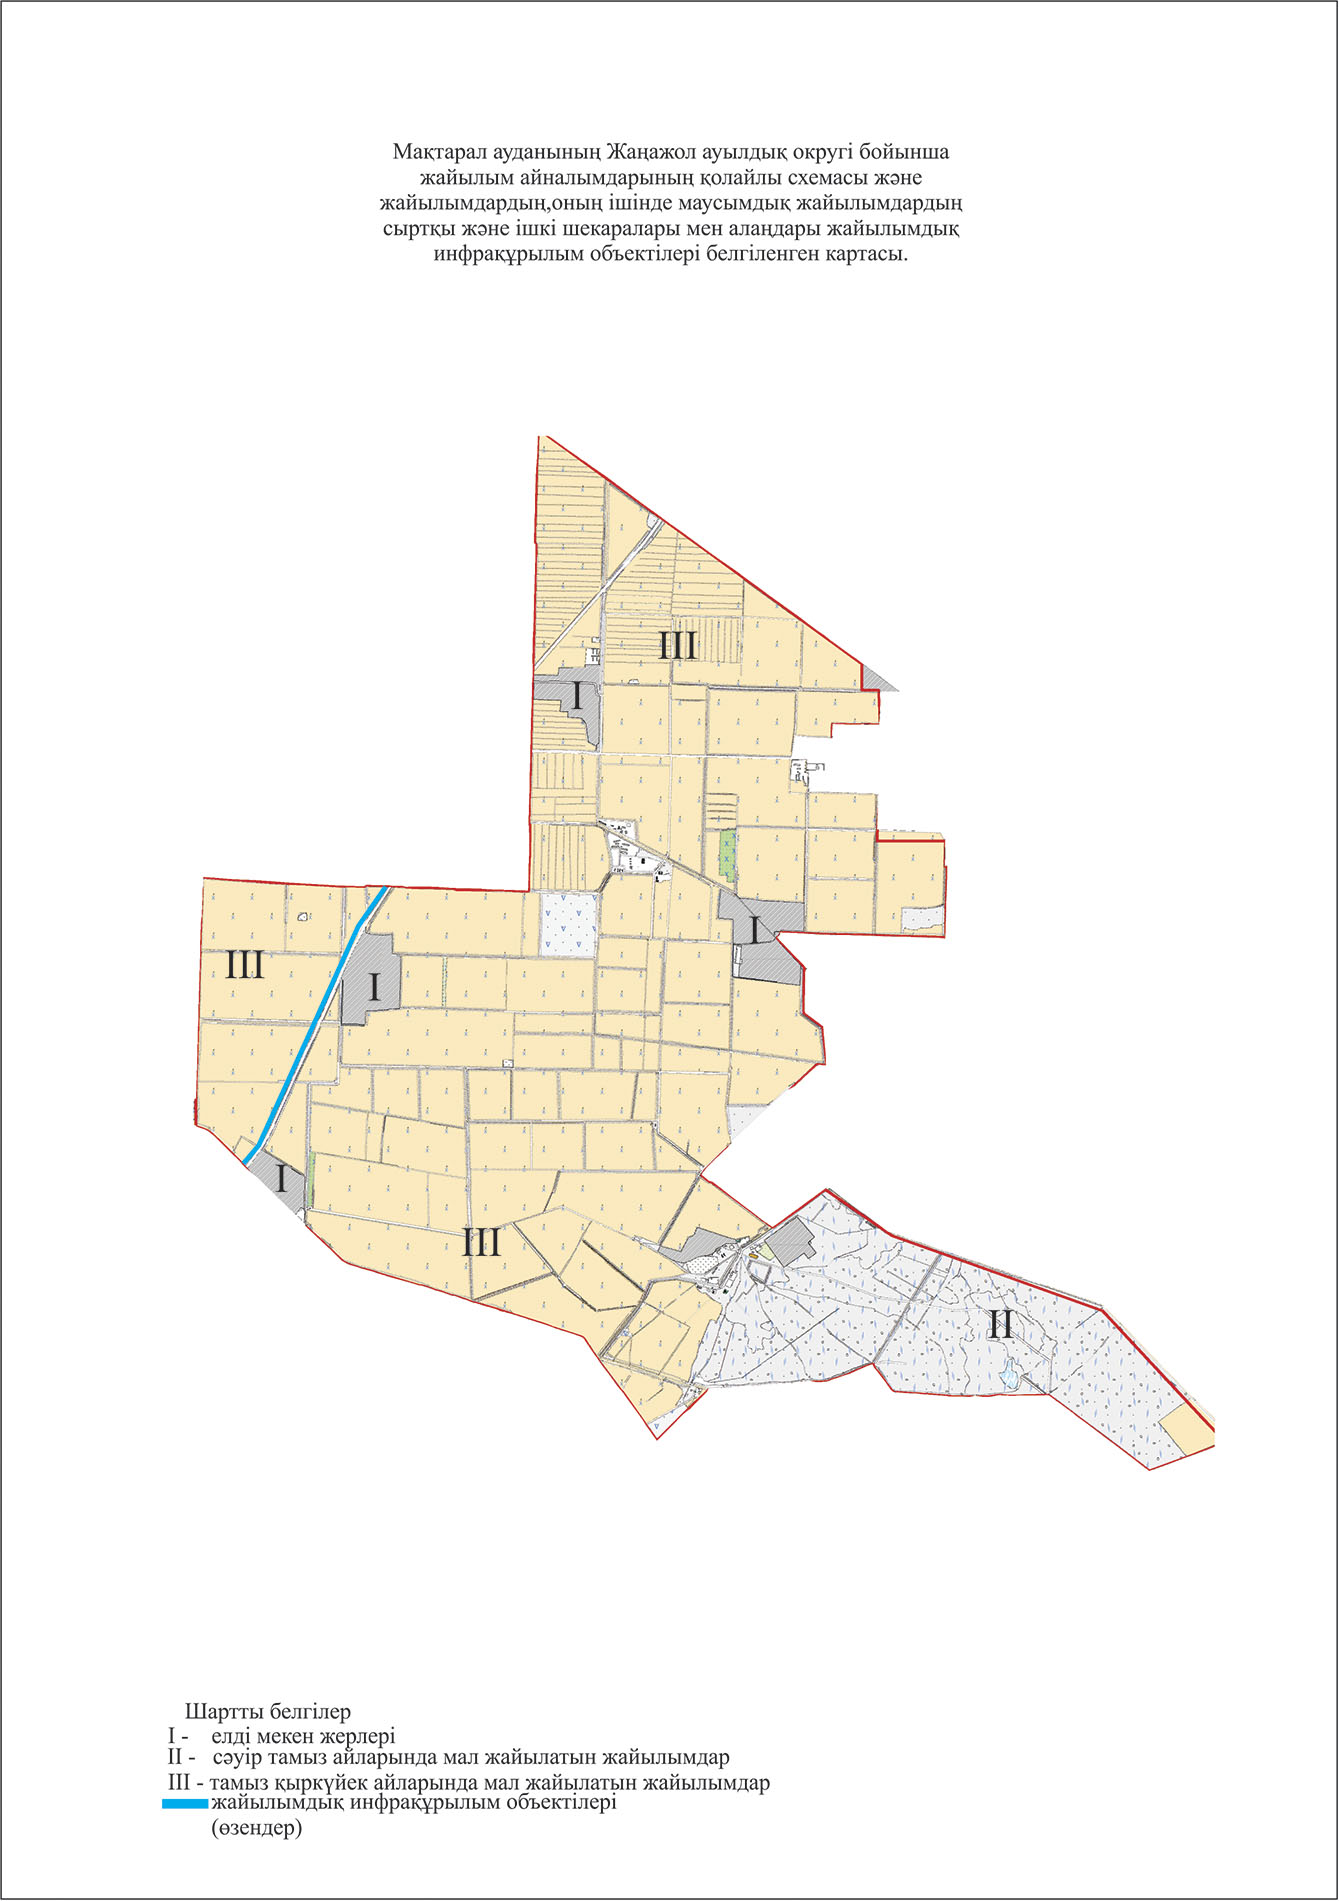 Мақтарал ауданының Жаңажол ауылдық округі бойынша
жайылым айналымдарының қолайлы схемасы және
жайылымдардың,оның ішінде маусымдық жайылымдардың
сыртқы және ішкі шекаралары мен алаңдары жайылымдық
инфрақұрылым объектілері белгіленген картасы.
III
I
I
III
I
I
III
II
Шартты белгілер
I - елді мекен жерлері
II - сәуір тамыз айларында мал жайылатын жайылымдар
III - тамыз қыркүйек айларында мал жайылатын жайылымдар
жайылымдық инфрақұрылым объектілері
(өзендер)